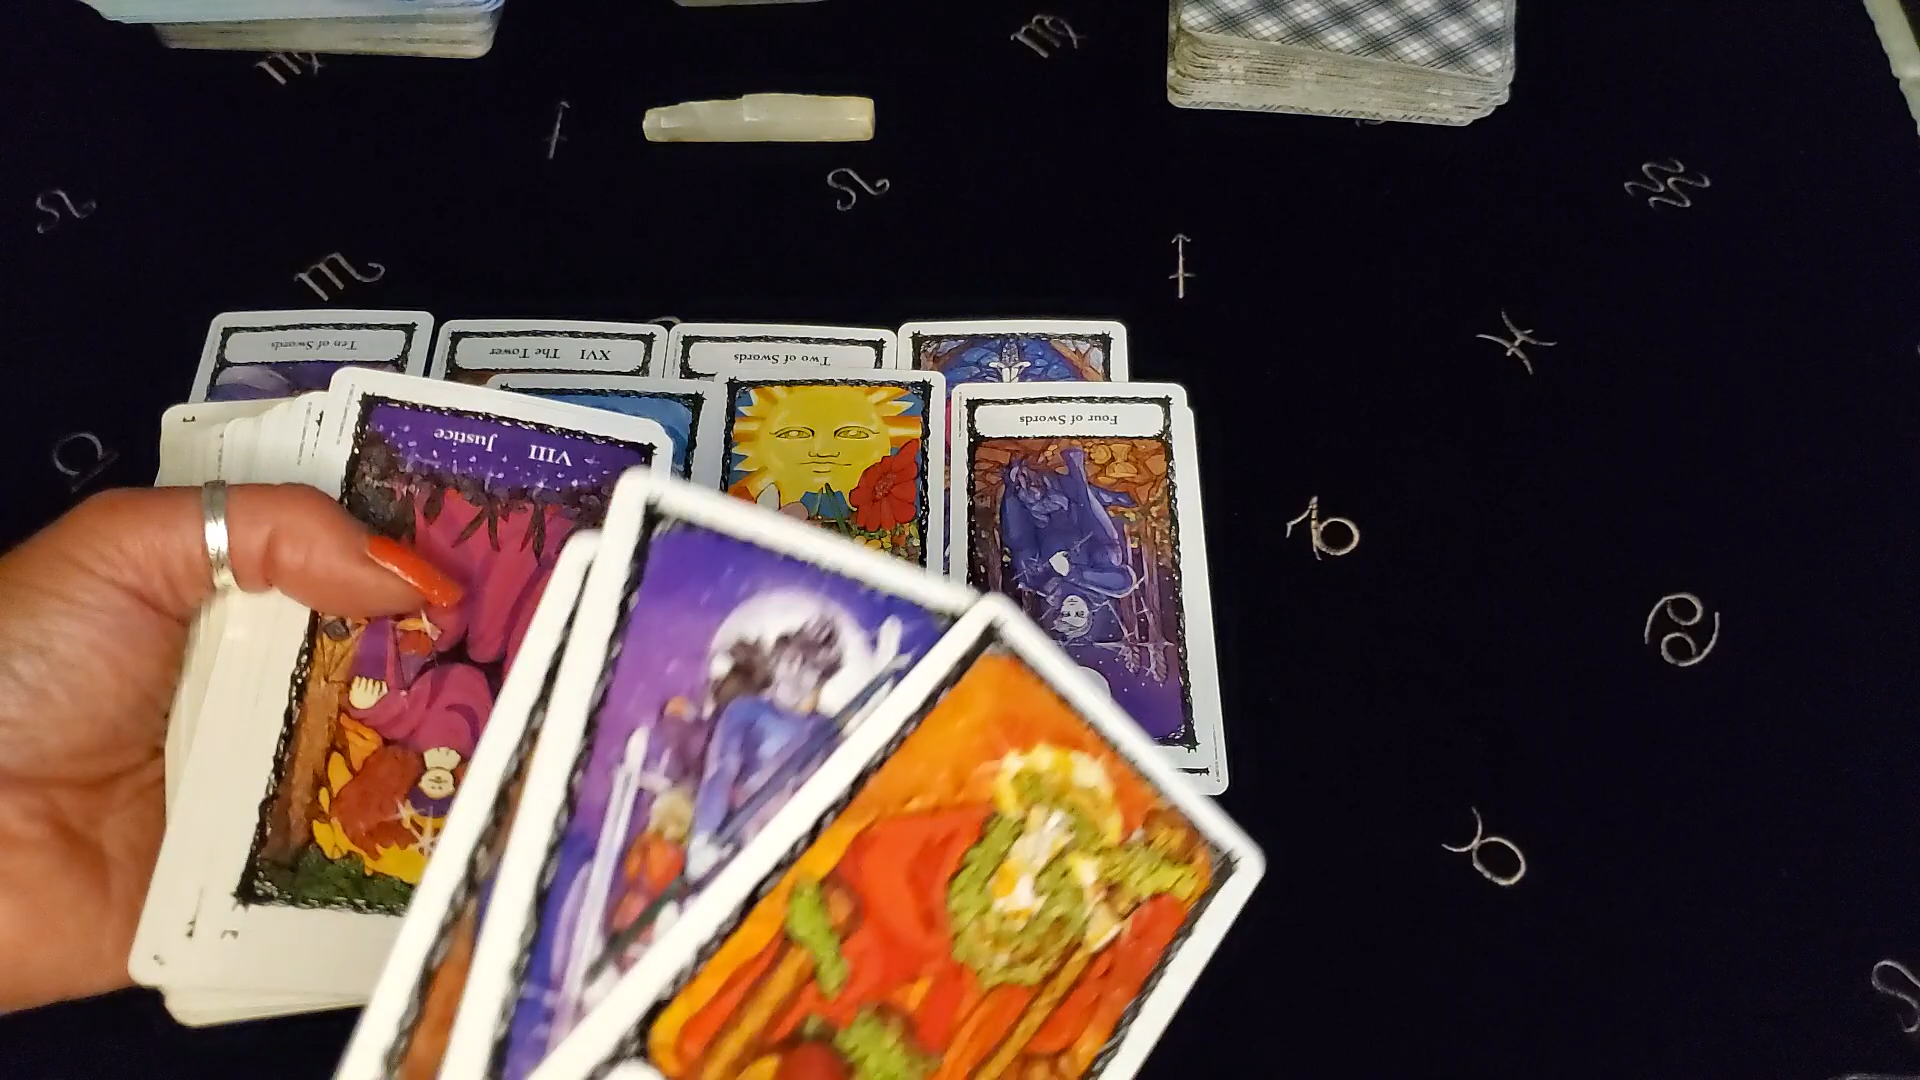 Ten of Swords
XVI The Tower
Two of Swords
Four of Swords
VIII
Justice